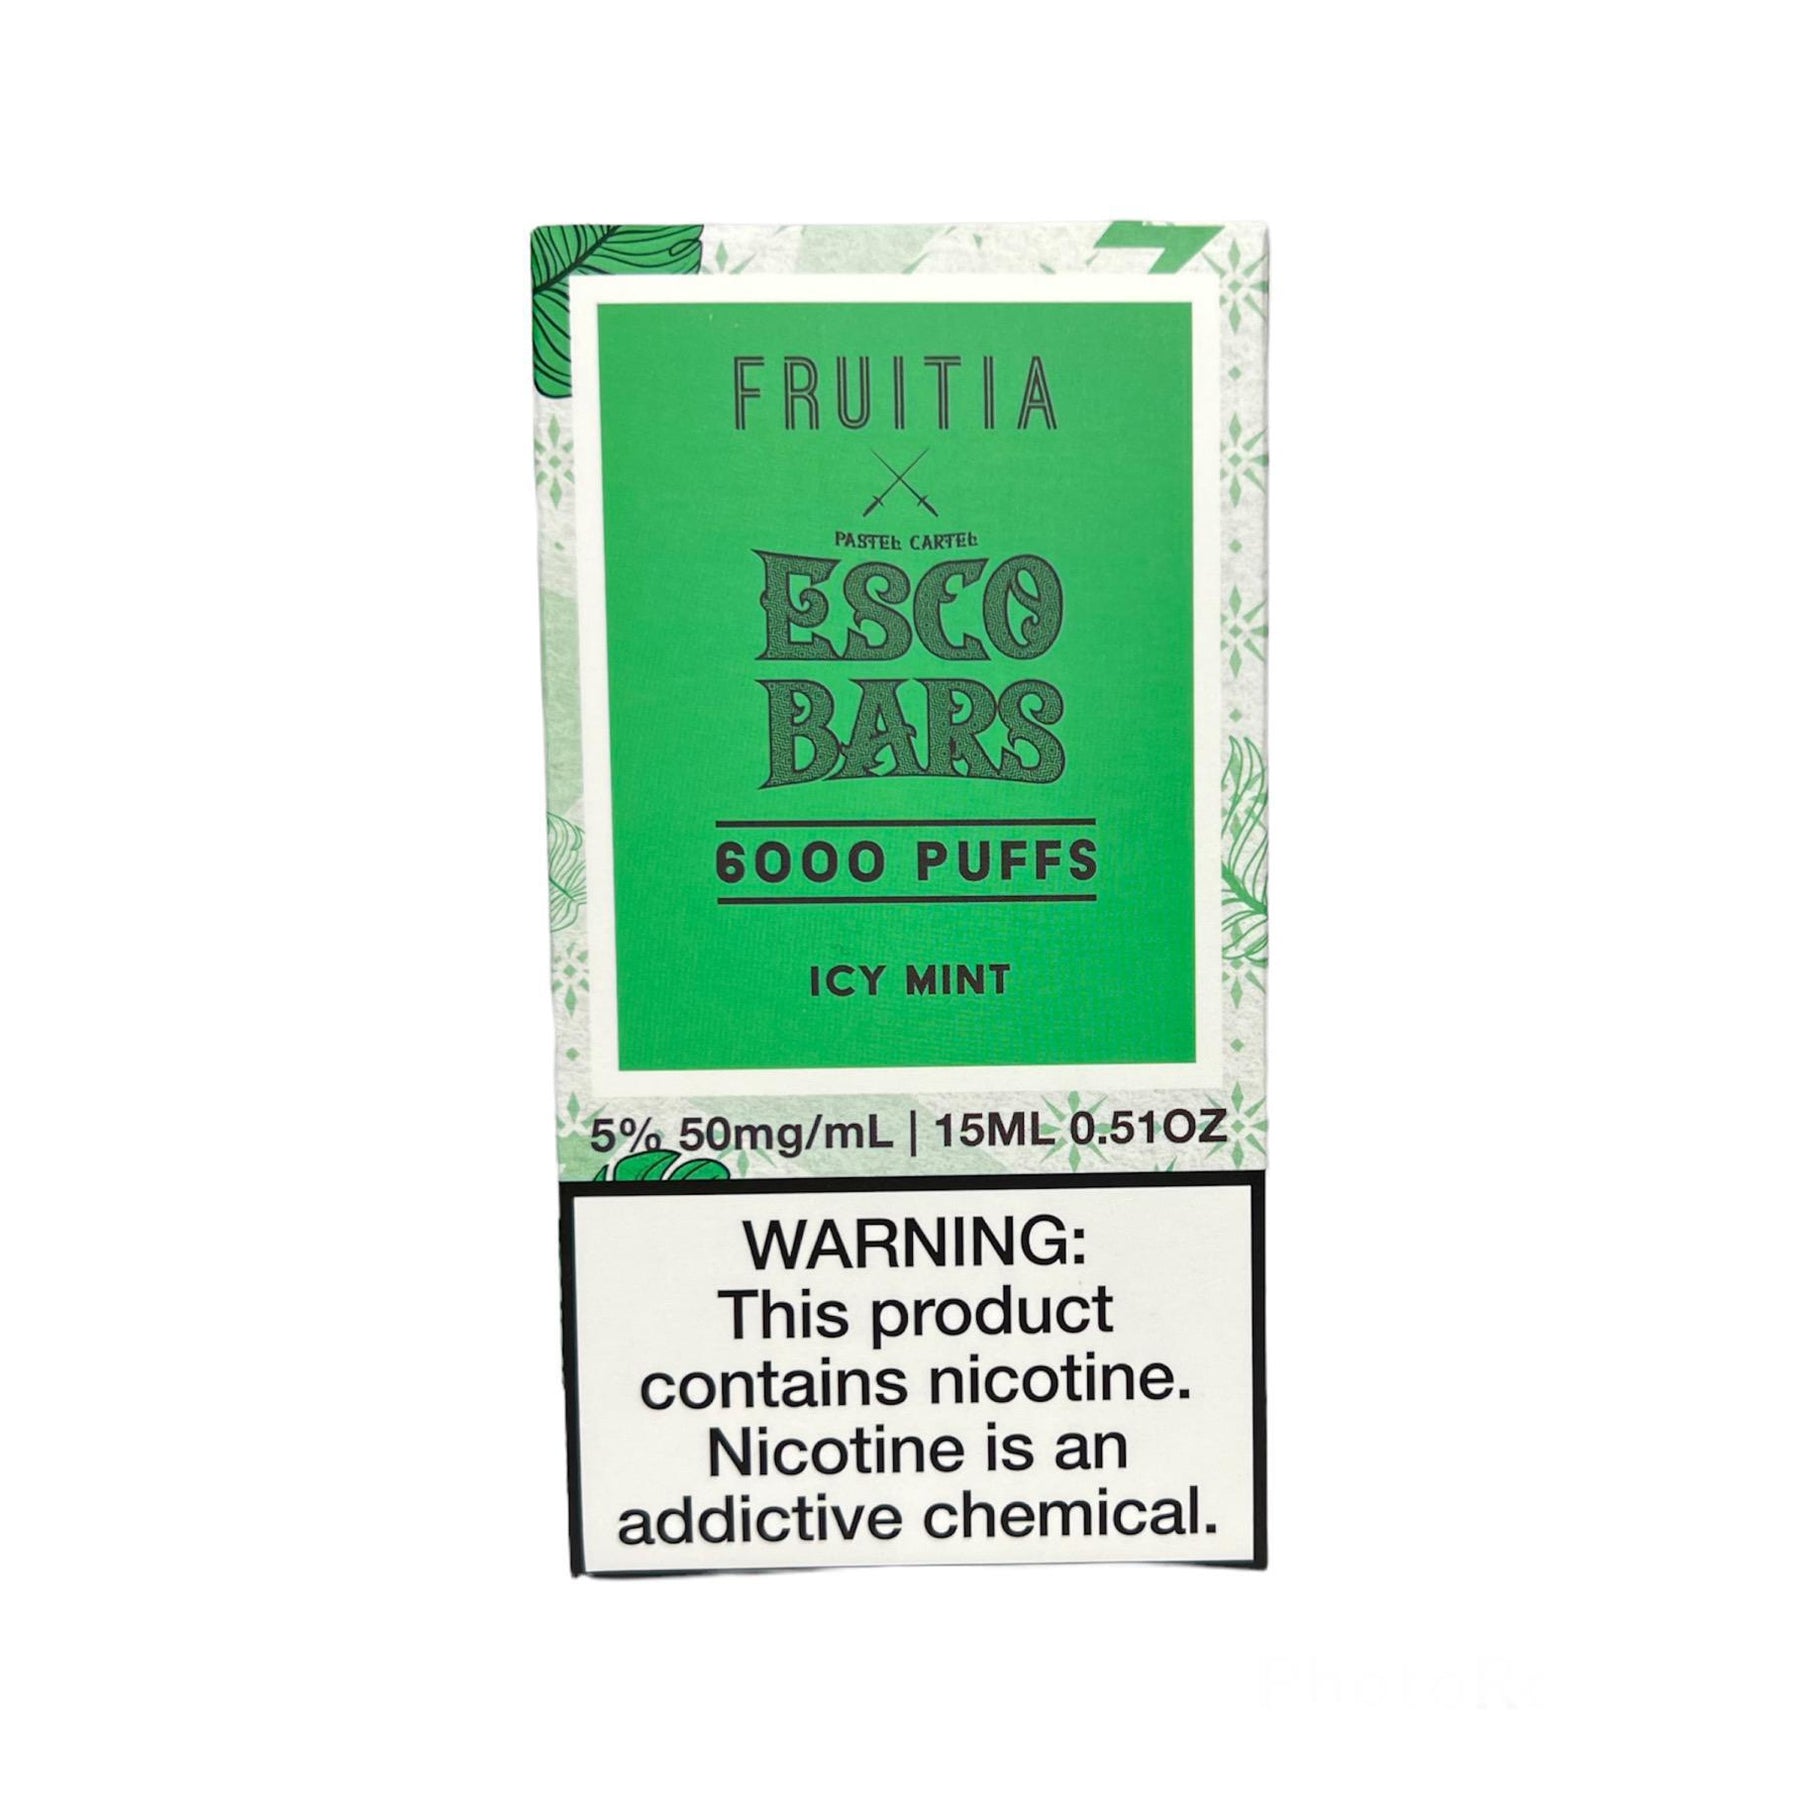 FRUITIA
PASTEL CARTEL
ESCO
BARS
6000 PUFFS
ICY MINT
5% 50mg/mL | 15ML 0.51OZ
WARNING:
This product
contains nicotine.
Nicotine is an
addictive chemical.